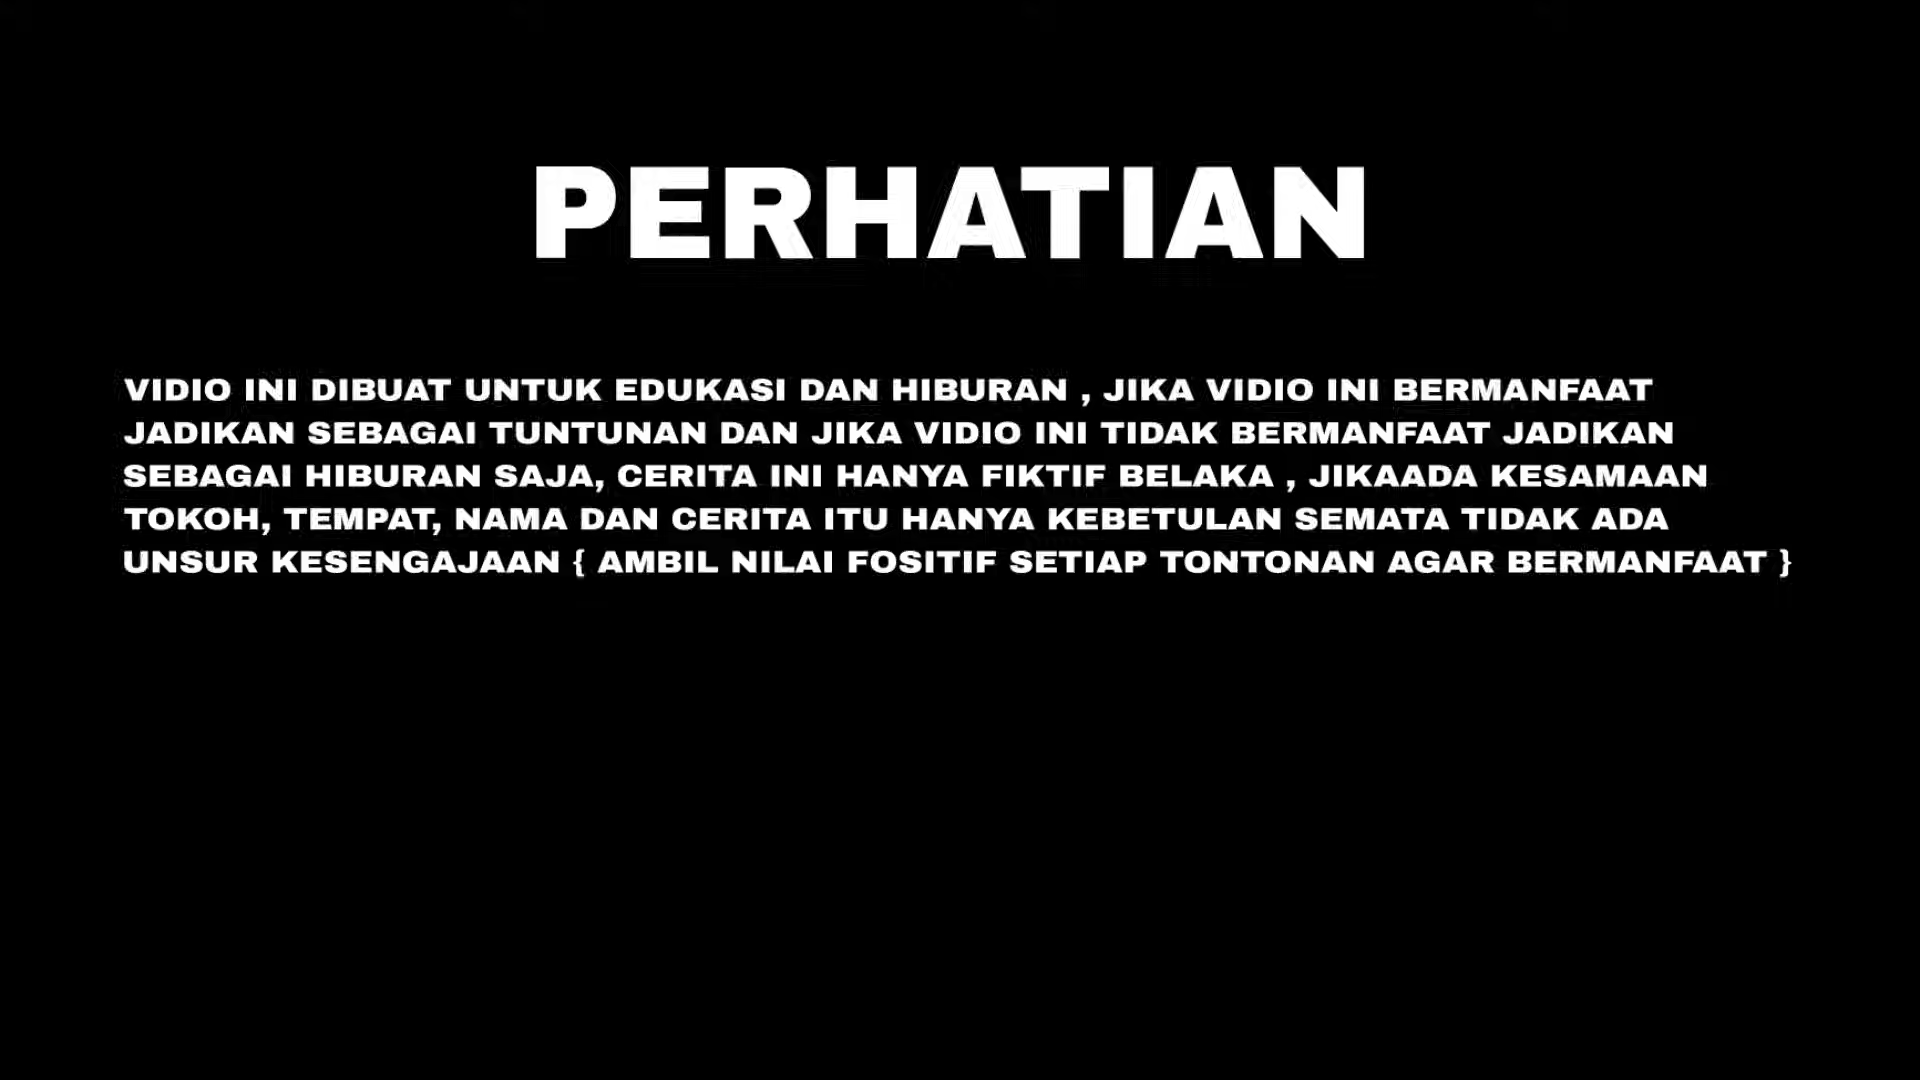 PERHATIAN
VIDIO INI DIBUAT UNTUK EDUKASI DAN HIBURAN , JIKA VIDIO INI BERMANFAAT
JADIKAN SEBAGAI TUNTUNAN DAN JIKA VIDIO INI TIDAK BERMANFAAT JADIKAN
SEBAGAI HIBURAN SAJA, CERITA INI HANYA FIKTIF BELAKA , JIKAADA KESAMAAN
TOKOH, TEMPAT, NAMA DAN CERITA ITU HANYA KEBETULAN SEMATA TIDAK ADA
UNSUR KESENGAJAAN { AMBIL NILAI FOSITIF SETIAP TONTONAN AGAR BERMANFAAT }